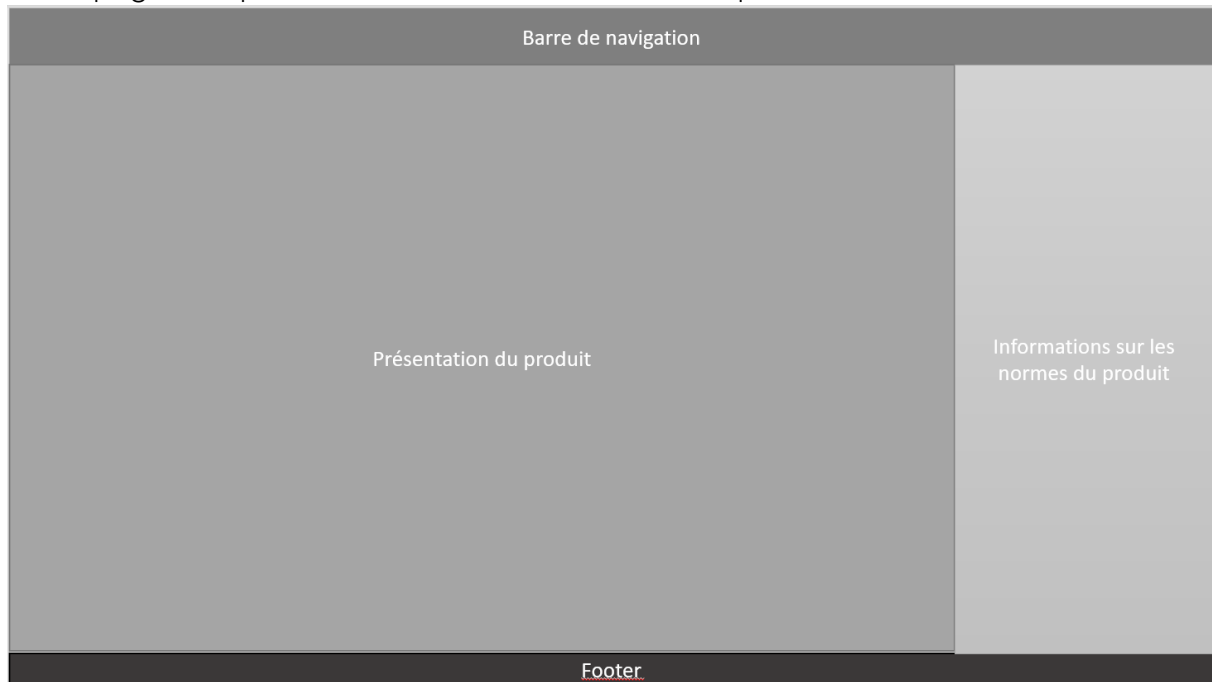 Barre de navigation
Présentation du produit
Informations sur les
normes du produit
Footer